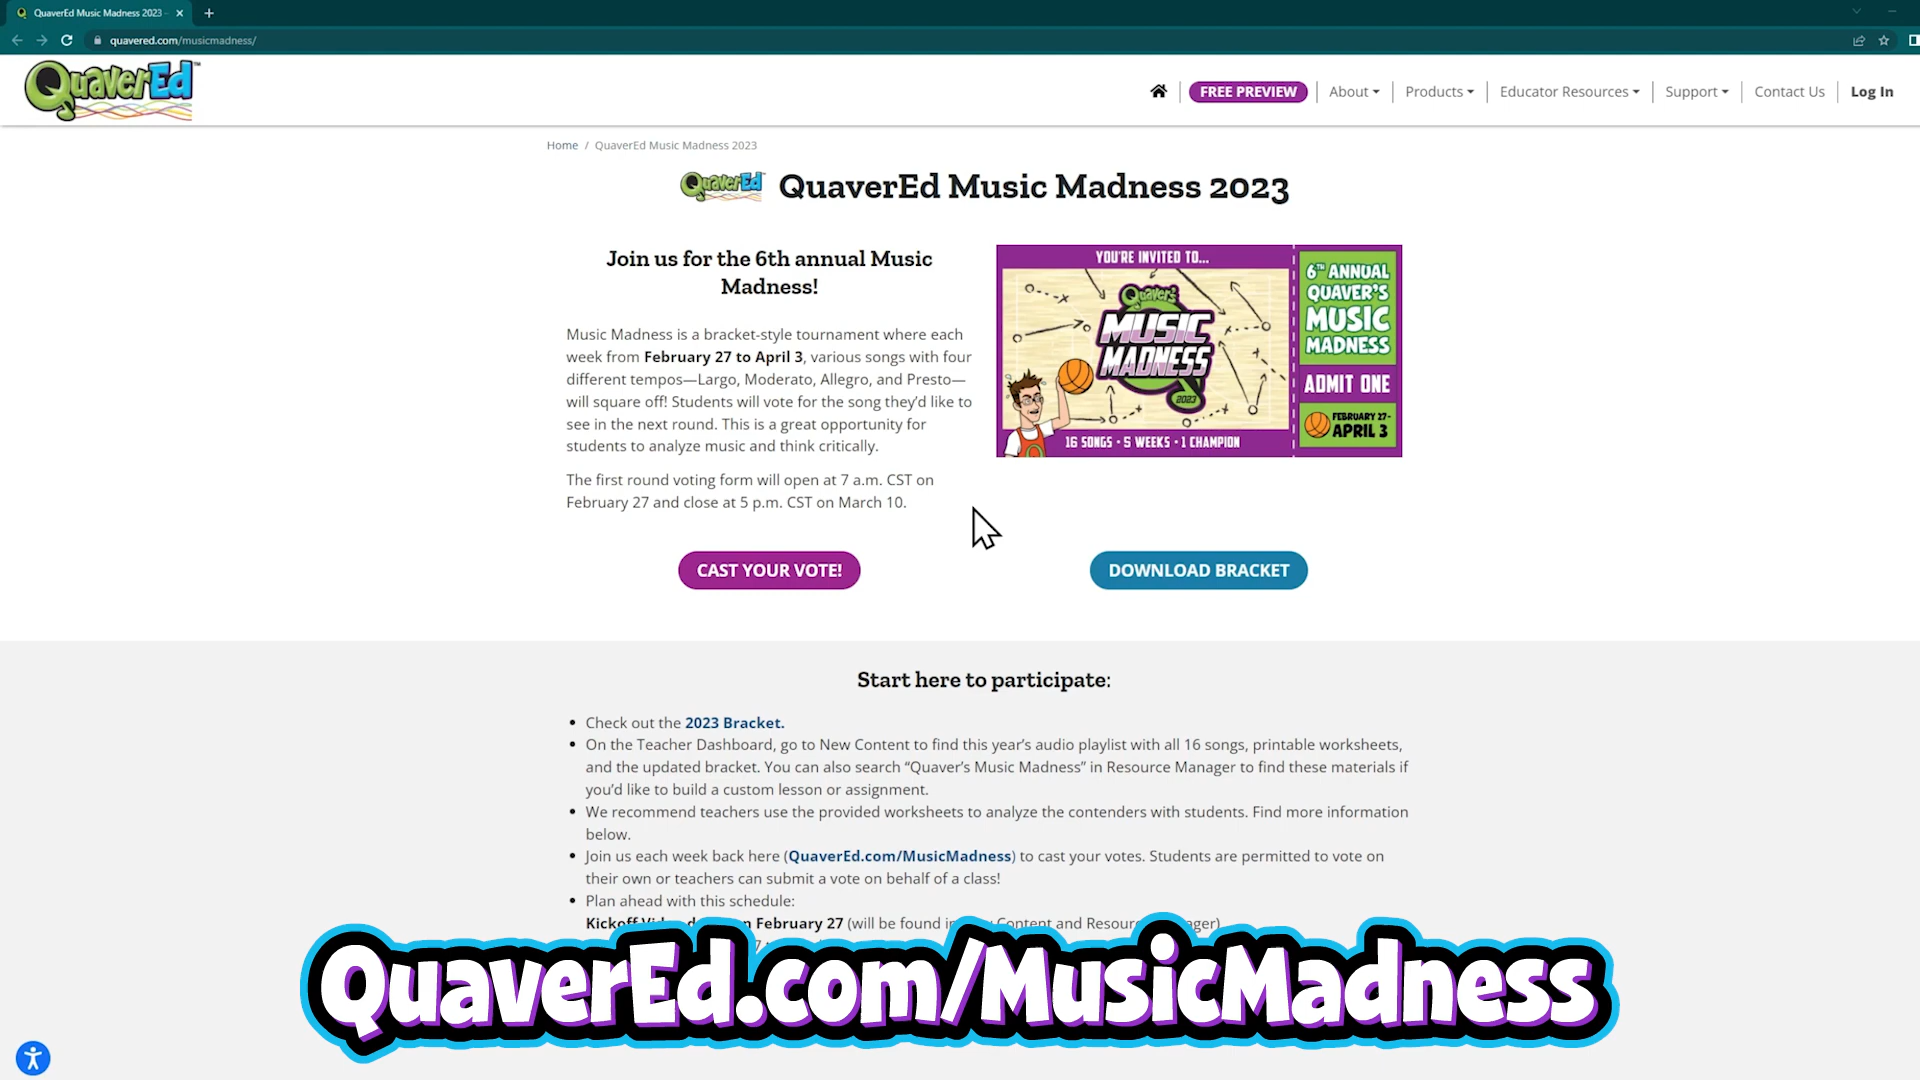 QuaverEd Music Madness 2023
quavered.com/musicmadness/
QuaverEd™
FREE PREVIEW
About
Products
Educator Resources
Support
Contact Us
Log In
Home / QuaverEd Music Madness 2023
QuaverEd
QuaverEd Music Madness 2023
Join us for the 6th annual Music
Madness!
Music Madness is a bracket-style tournament where each
week from February 27 to April 3, various songs with four
different tempos—Largo, Moderato, Allegro, and Presto—
will square off! Students will vote for the song they’d like to
see in the next round. This is a great opportunity for
students to analyze music and think critically.
The first round voting form will open at 7 a.m. CST on
February 27 and close at 5 p.m. CST on March 10.
YOU'RE INVITED TO...
Quaver's
MUSIC
MADNESS
2023
16 SONGS • 5 WEEKS • 1 CHAMPION
6TH ANNUAL
QUAVER'S
MUSIC
MADNESS
ADMIT ONE
FEBRUARY 27-
APRIL 3
CAST YOUR VOTE!
DOWNLOAD BRACKET
Start here to participate:
Check out the 2023 Bracket.
On the Teacher Dashboard, go to New Content to find this year’s audio playlist with all 16 songs, printable worksheets,
and the updated bracket. You can also search “Quaver’s Music Madness” in Resource Manager to find these materials if
you’d like to build a custom lesson or assignment.
We recommend teachers use the provided worksheets to analyze the contenders with students. Find more information
below.
Join us each week back here (QuaverEd.com/MusicMadness) to cast your votes. Students are permitted to vote on
their own or teachers can submit a vote on behalf of a class!
Plan ahead with this schedule:
Kickoff February 27 (will be found Content and
QuaverEd.com/MusicMadness